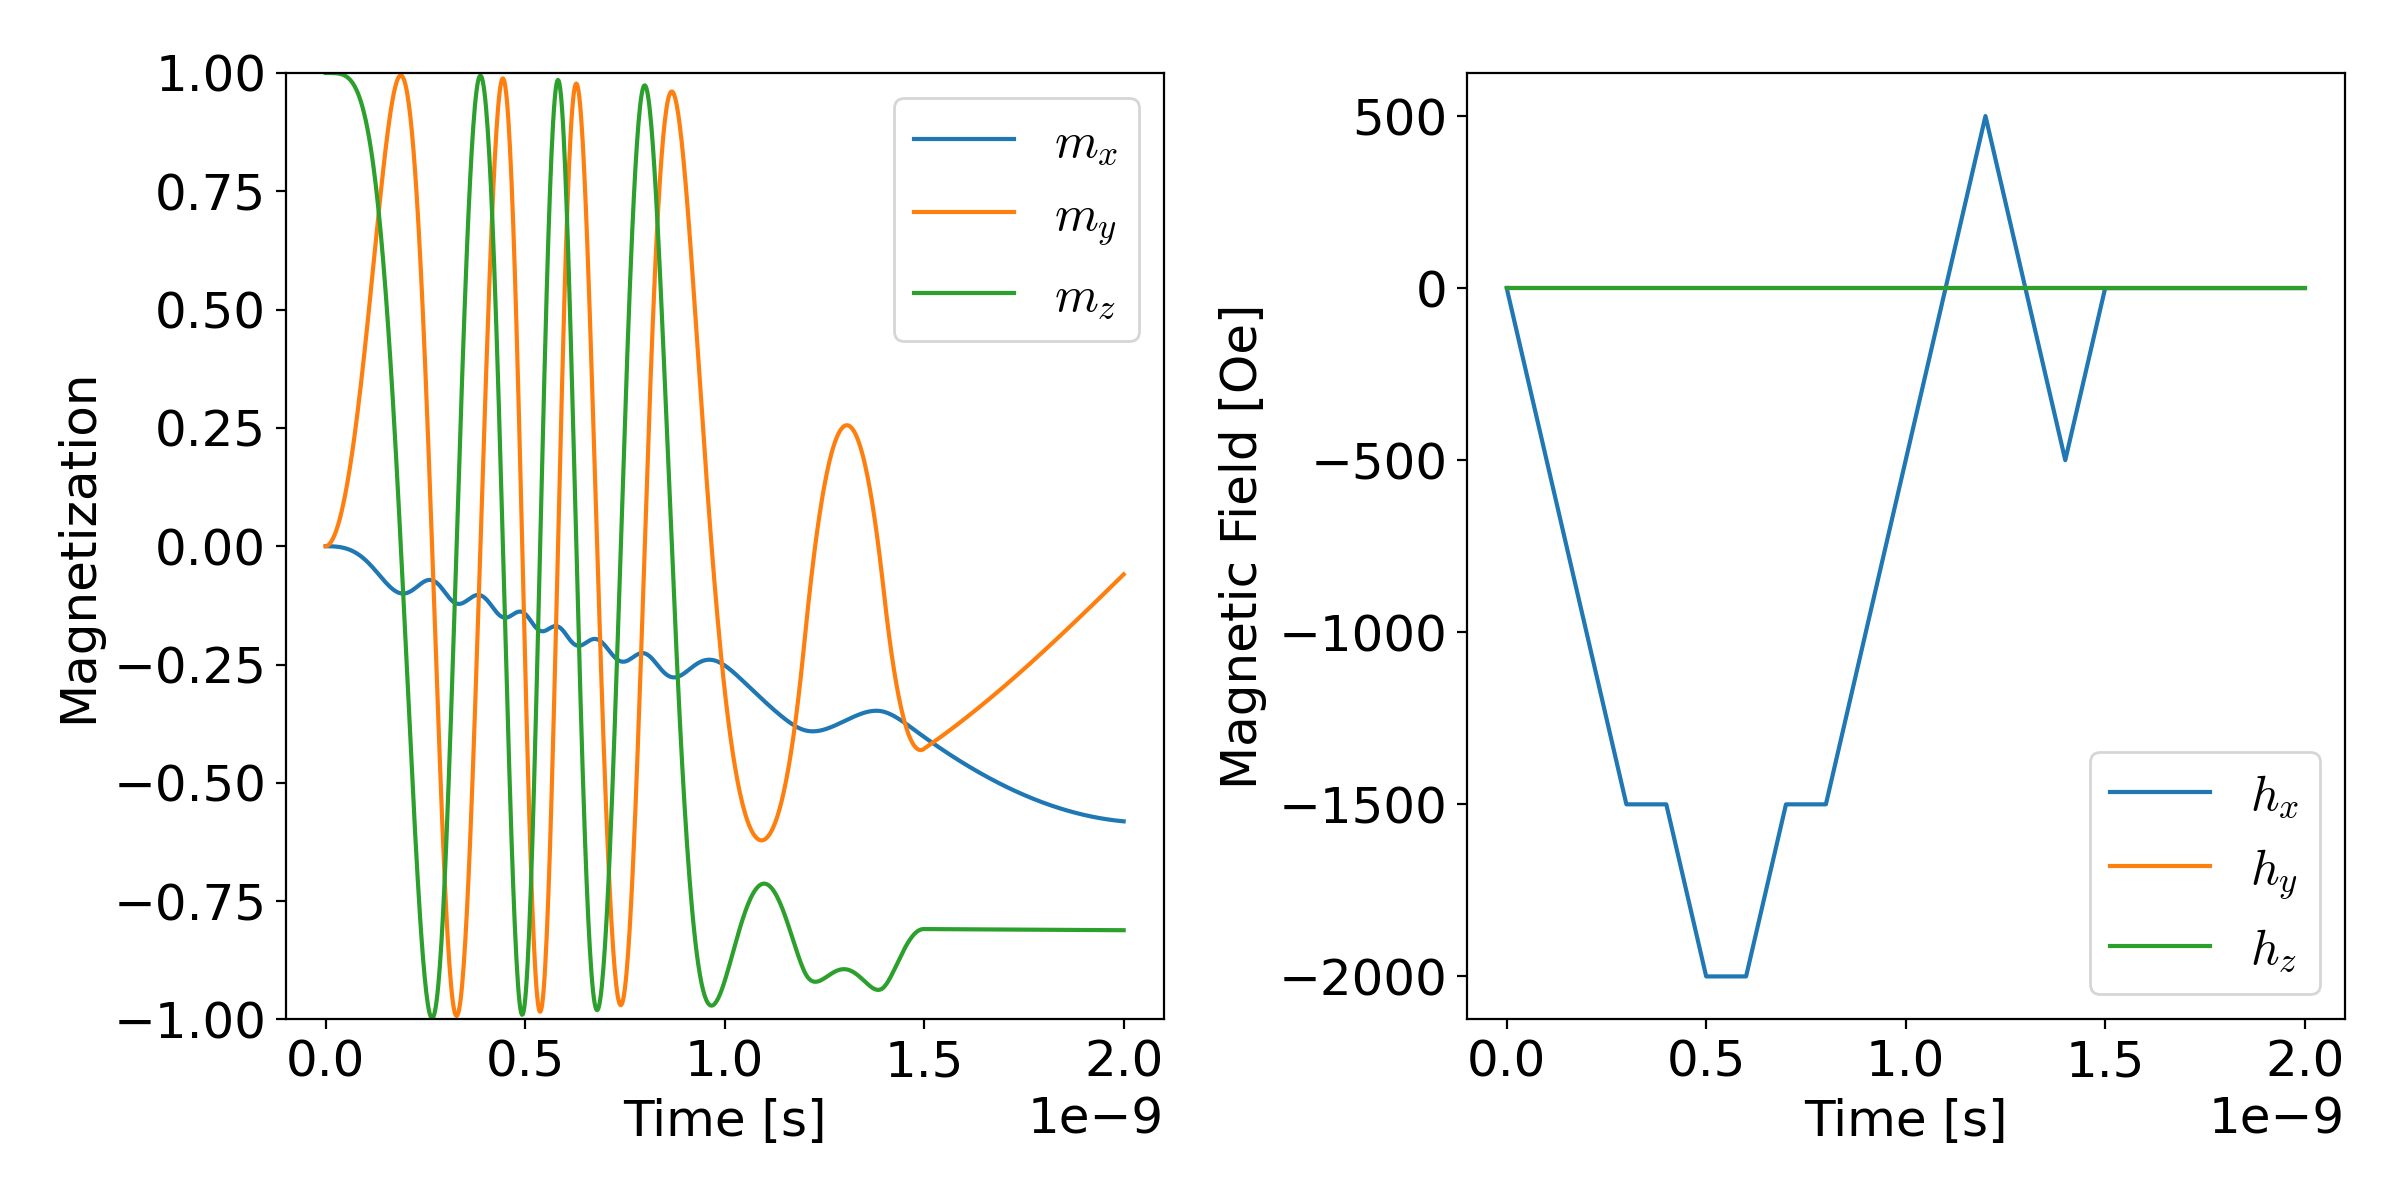 Magnetization
1.00
0.75
0.50
0.25
0.00
−0.25
−0.50
−0.75
−1.00
0.0 0.5 1.0 1.5 2.0
Time [s]
1e−9
m_x
m_y
m_z
Magnetic Field [Oe]
500
0
−500
−1000
−1500
−2000
0.0 0.5 1.0 1.5 2.0
Time [s]
1e−9
h_x
h_y
h_z